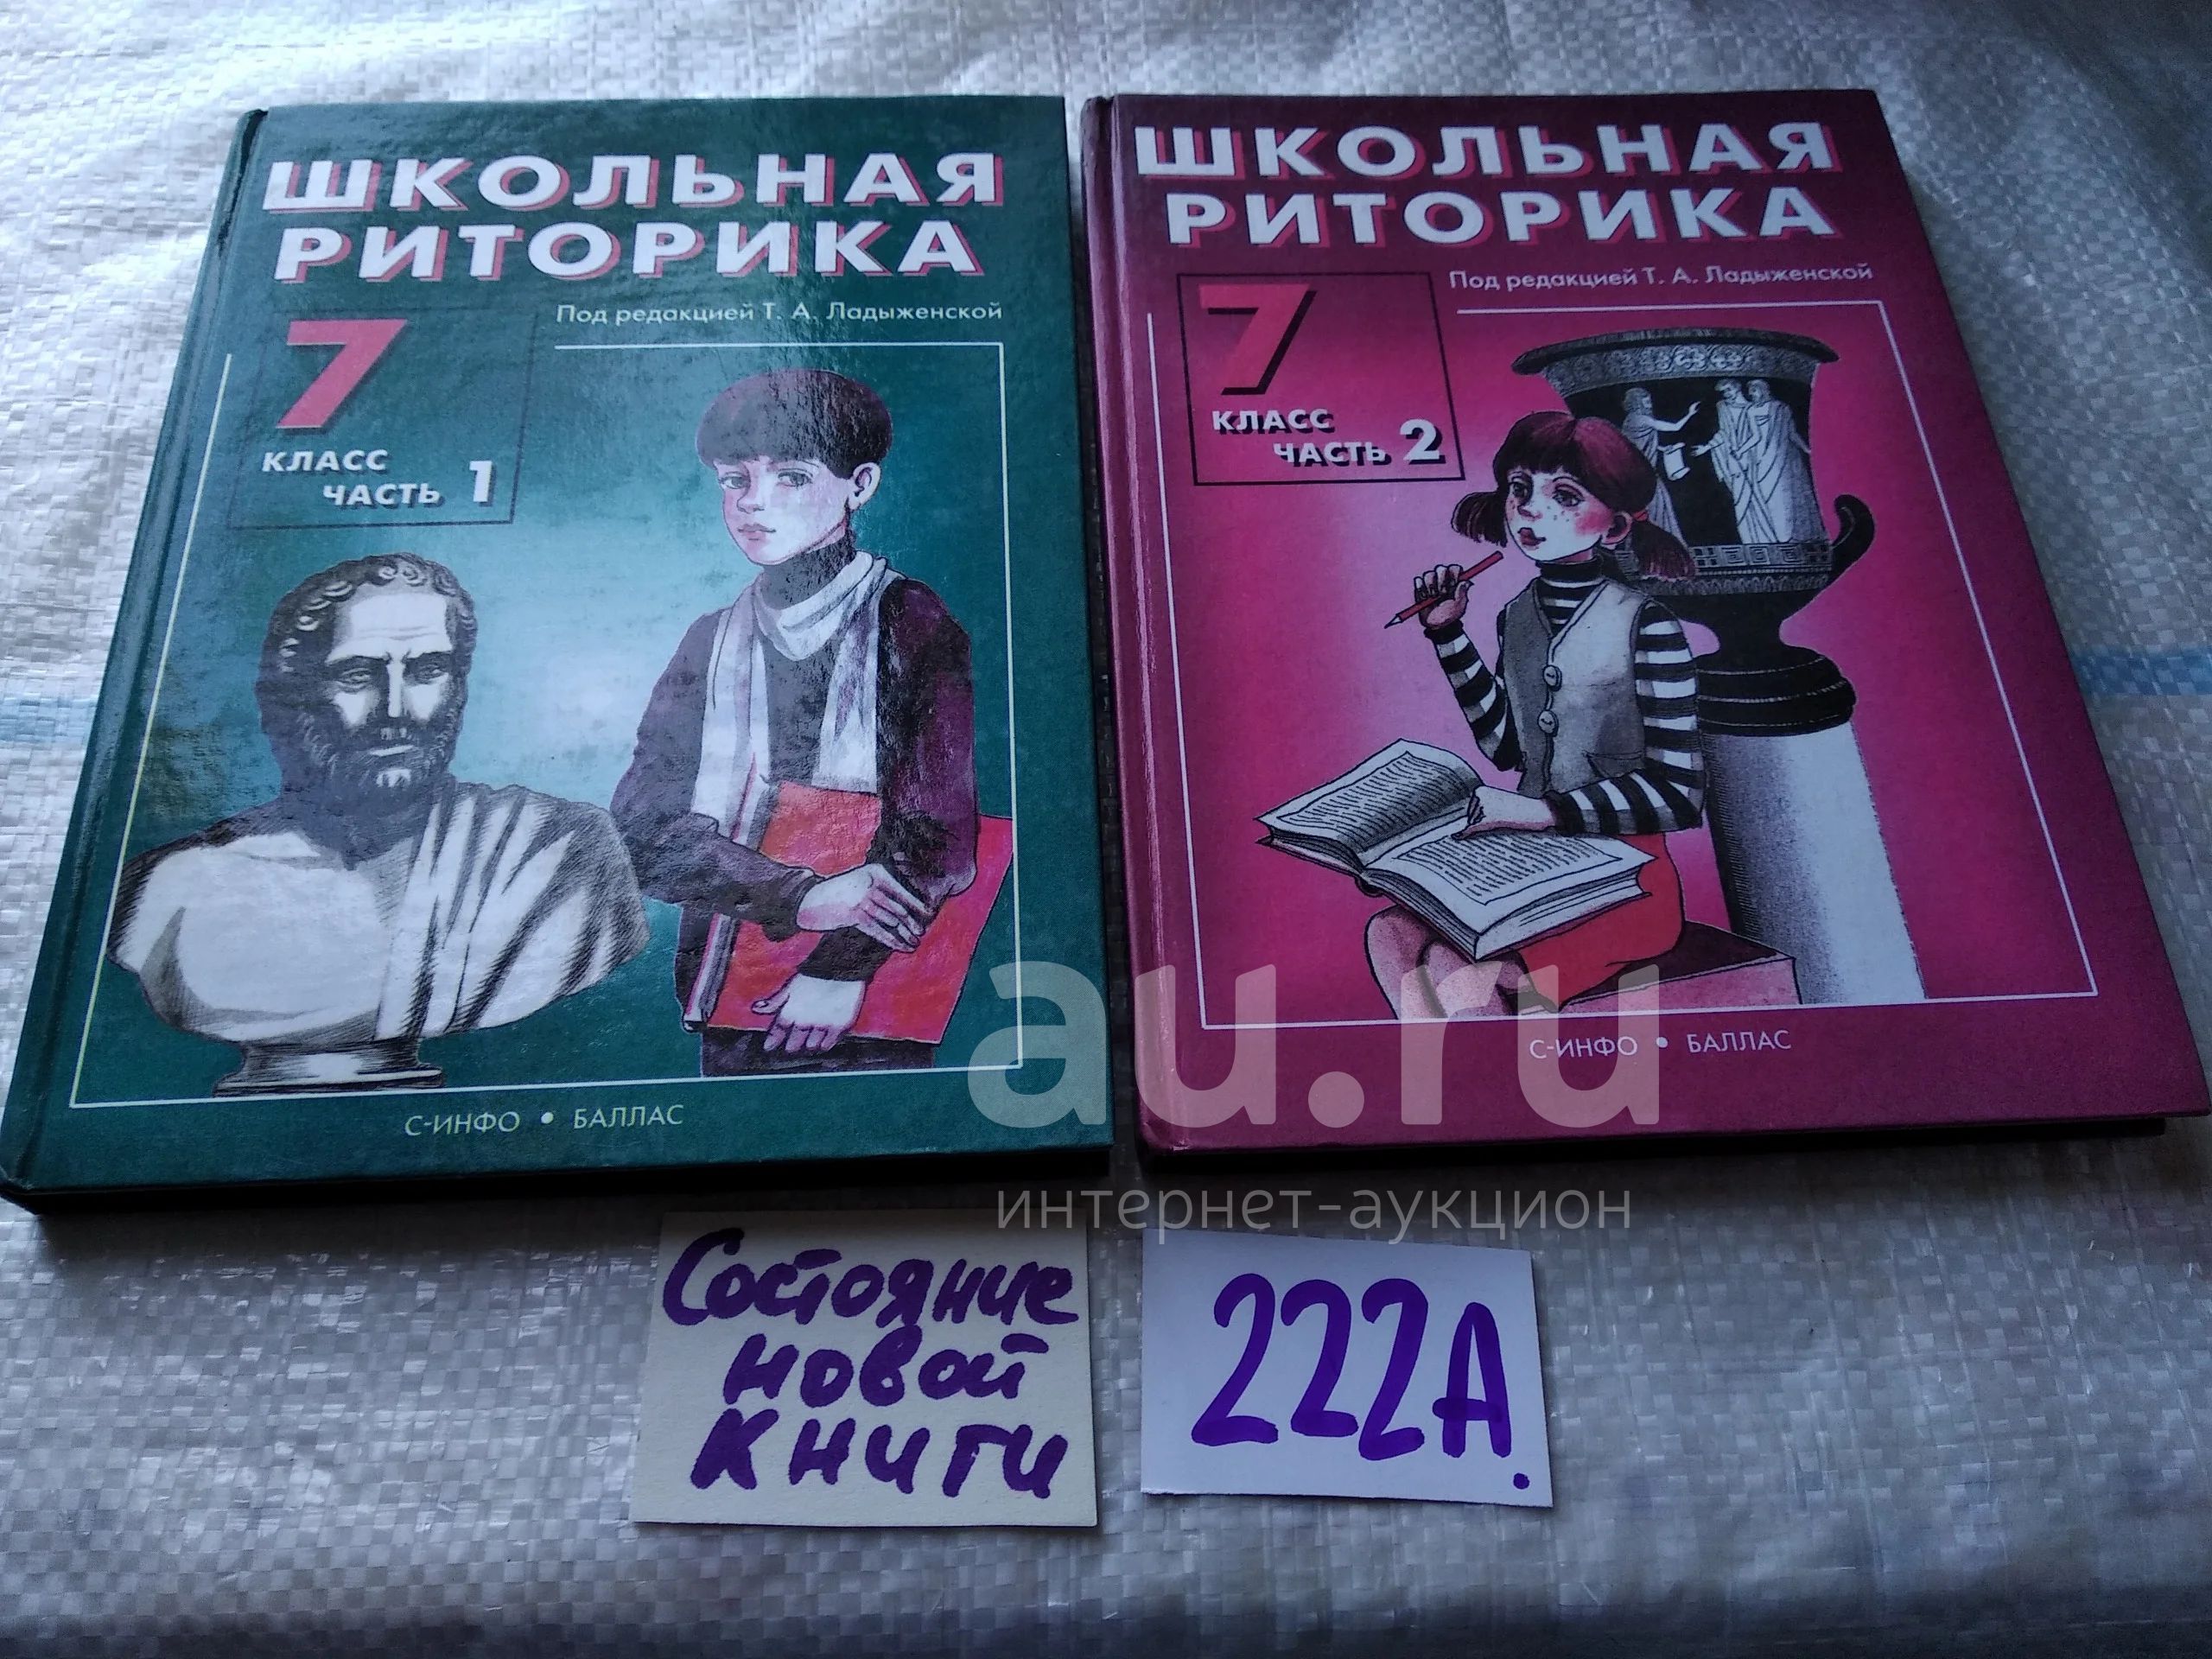 ШКОЛЬНАЯ
РИТОРИКА
Под редакцией Т. А. Ладыженской
7
КЛАСС
ЧАСТЬ 1
С-ИНФО • БАЛЛАС
ШКОЛЬНАЯ
РИТОРИКА
Под редакцией Т. А. Ладыженской
7
КЛАСС
ЧАСТЬ 2
С-ИНФО • БАЛЛАС
au.ru
интернет-аукцион
Состояние
новой
книги
222А.